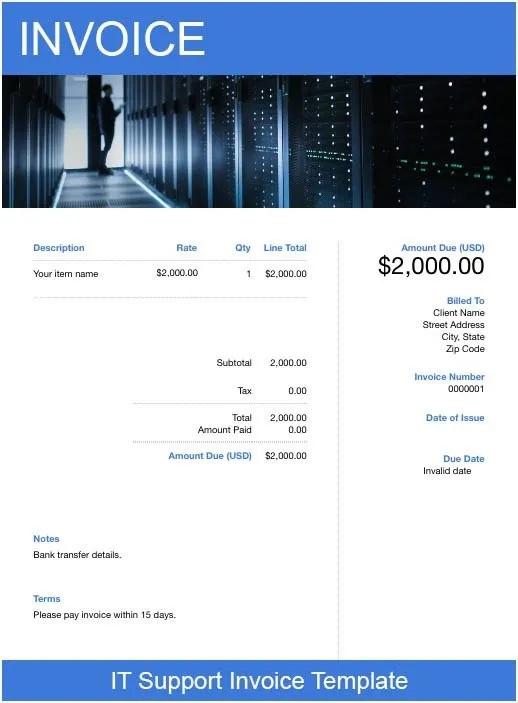 INVOICE
Description Rate Qty Line Total
Your item name $2,000.00 1 $2,000.00
Subtotal 2,000.00
Tax 0.00
Total 2,000.00
Amount Paid 0.00
Amount Due (USD) $2,000.00
Notes
Bank transfer details.
Terms
Please pay invoice within 15 days.
Amount Due (USD)
$2,000.00
Billed To
Client Name
Street Address
City, State
Zip Code
Invoice Number
0000001
Date of Issue
Due Date
Invalid date
IT Support Invoice Template